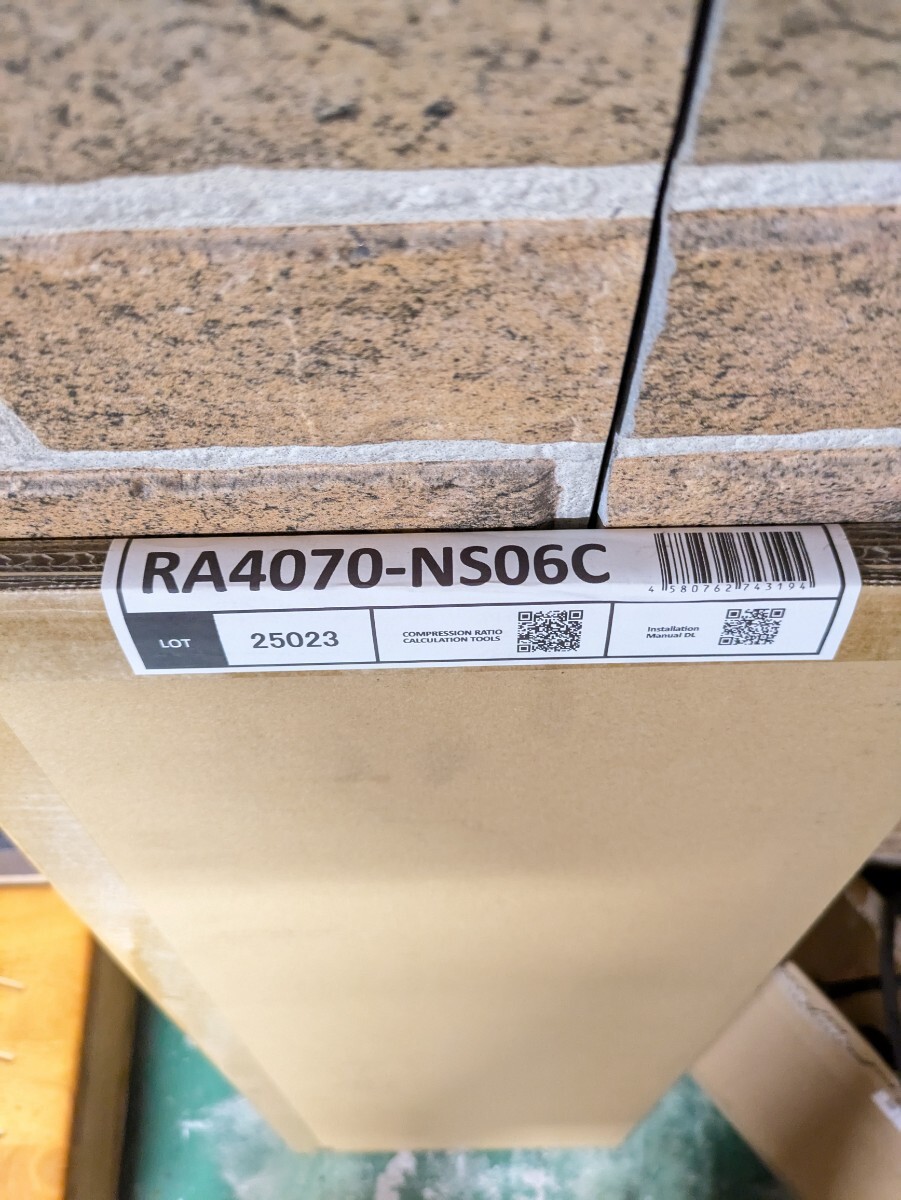 RA4070-NS06C
4 580762 743194
LOT
25023
COMPRESSION RATIO
CALCULATION TOOLS
Installation
Manual DL